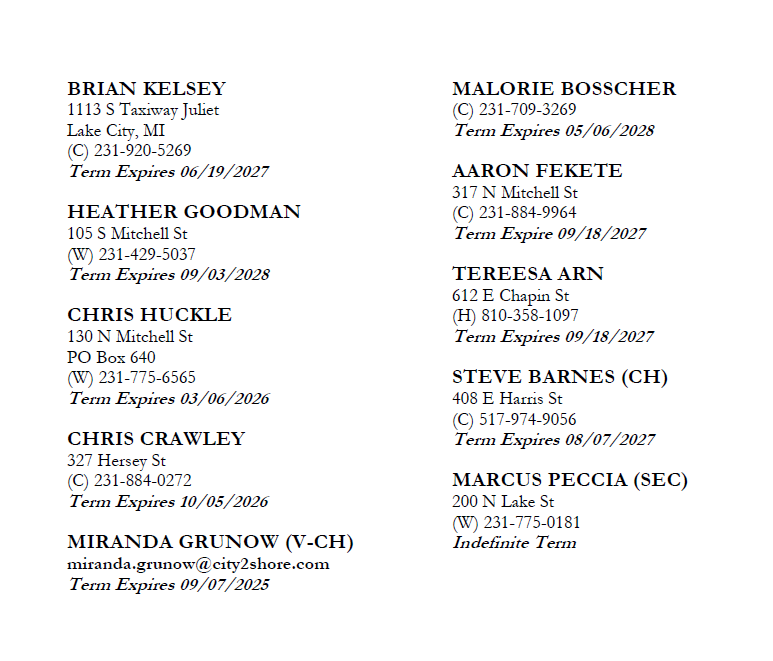 BRIAN KELSEY
1113 S Taxiway Juliet
Lake City, MI
(C) 231-920-5269
Term Expires 06/19/2027
HEATHER GOODMAN
105 S Mitchell St
(W) 231-429-5037
Term Expires 09/03/2028
CHRIS HUCKLE
130 N Mitchell St
PO Box 640
(W) 231-775-6565
Term Expires 03/06/2026
CHRIS CRAWLEY
327 Hersey St
(C) 231-884-0272
Term Expires 10/05/2026
MIRANDA GRUNOW (V-CH)
miranda.grunow@city2shore.com
Term Expires 09/07/2025
MALORIE BOSSCHER
(C) 231-709-3269
Term Expires 05/06/2028
AARON FEKETE
317 N Mitchell St
(C) 231-884-9964
Term Expire 09/18/2027
TEREESA ARN
612 E Chapin St
(H) 810-358-1097
Term Expires 09/18/2027
STEVE BARNES (CH)
408 E Harris St
(C) 517-974-9056
Term Expires 08/07/2027
MARCUS PECCIA (SEC)
200 N Lake St
(W) 231-775-0181
Indefinite Term